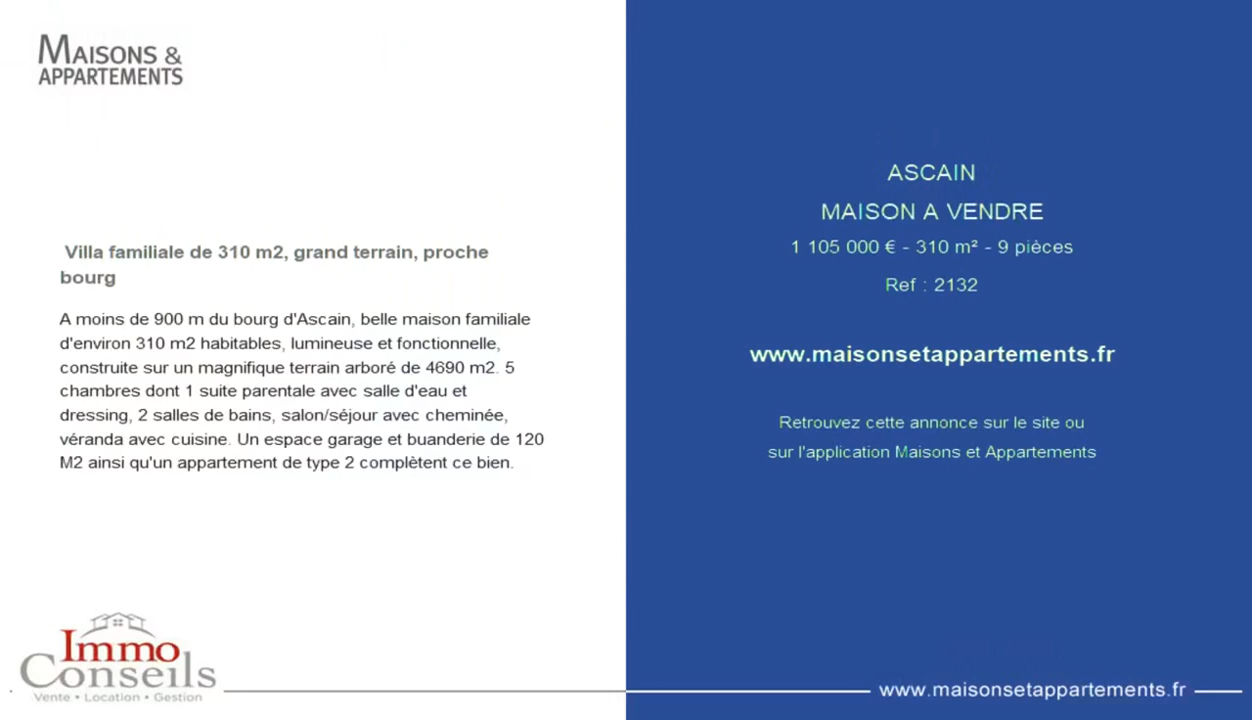 MAISONS &
APPARTEMENTS
Villa familiale de 310 m2, grand terrain, proche
bourg
A moins de 900 m du bourg d'Ascain, belle maison familiale
d'environ 310 m2 habitables, lumineuse et fonctionnelle,
construite sur un magnifique terrain arboré de 4690 m2. 5
chambres dont 1 suite parentale avec salle d'eau et
dressing, 2 salles de bains, salon/séjour avec cheminée,
véranda avec cuisine. Un espace garage et buanderie de 120
M2 ainsi qu'un appartement de type 2 complètent ce bien.
Immo
Conseils
Vente • Location • Gestion
ASCAIN
MAISON A VENDRE
1 105 000 € - 310 m² - 9 pièces
Ref : 2132
www.maisonsetappartements.fr
Retrouvez cette annonce sur le site ou
sur l'application Maisons et Appartements
www.maisonsetappartements.fr